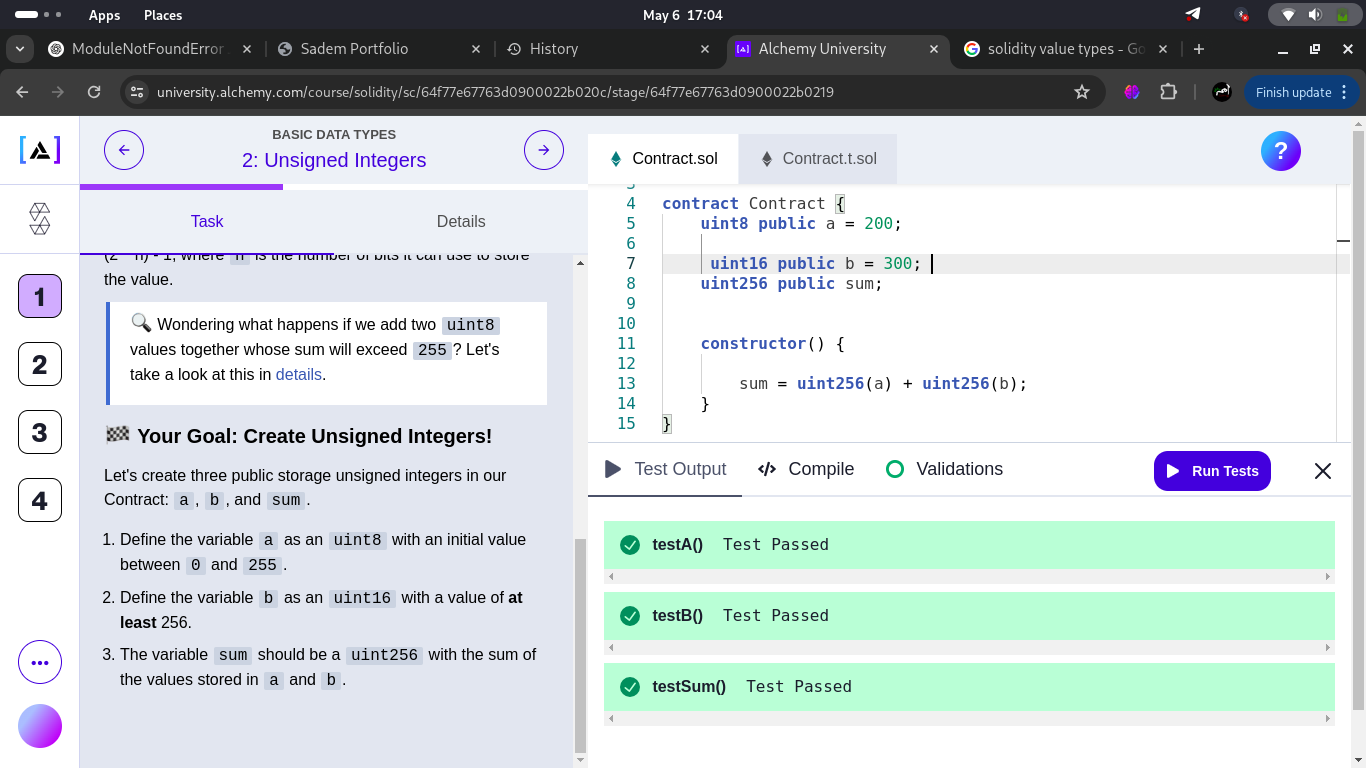 Apps Places May 6 17:04
ModuleNotFoundError Sadem Portfolio History Alchemy University solidity value types - Go
university.alchemy.com/course/solidity/sc/64f77e67763d0900022b020c/stage/64f77e67763d0900022b0219 Finish update
BASIC DATA TYPES
2: Unsigned Integers
Task Details
(2^n) - 1, where n is the number of bits it can use to store
the value.
Wondering what happens if we add two uint8
values together whose sum will exceed 255? Let's
take a look at this in details.
Your Goal: Create Unsigned Integers!
Let's create three public storage unsigned integers in our
Contract: a, b, and sum.
1. Define the variable a as an uint8 with an initial value
between 0 and 255.
2. Define the variable b as an uint16 with a value of at
least 256.
3. The variable sum should be a uint256 with the sum of
the values stored in a and b.
1
2
3
4
Contract.sol Contract.t.sol
?
3
4 contract Contract {
5 uint8 public a = 200;
6
7 uint16 public b = 300;
8 uint256 public sum;
9
10
11 constructor() {
12
13 sum = uint256(a) + uint256(b);
14 }
15 }
Test Output Compile Validations Run Tests
testA() Test Passed
testB() Test Passed
testSum() Test Passed